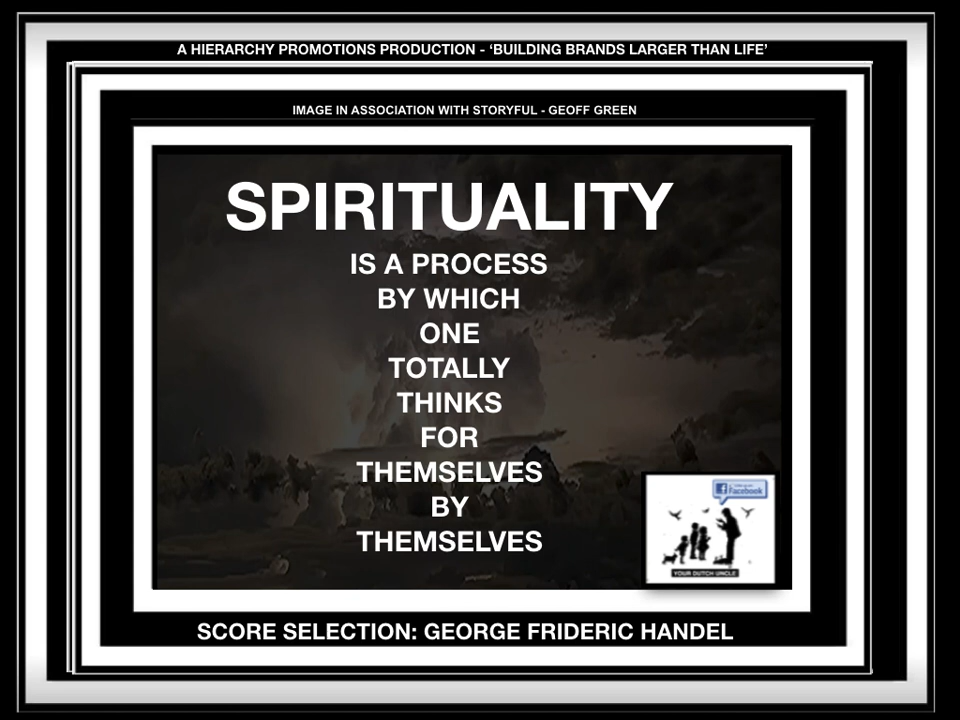 A HIERARCHY PROMOTIONS PRODUCTION - ‘BUILDING BRANDS LARGER THAN LIFE’
IMAGE IN ASSOCIATION WITH STORYFUL - GEOFF GREEN
SPIRITUALITY
IS A PROCESS
BY WHICH
ONE
TOTALLY
THINKS
FOR
THEMSELVES
BY
THEMSELVES
Facebook
YOUR DUTCH UNCLE
SCORE SELECTION: GEORGE FRIDERIC HANDEL